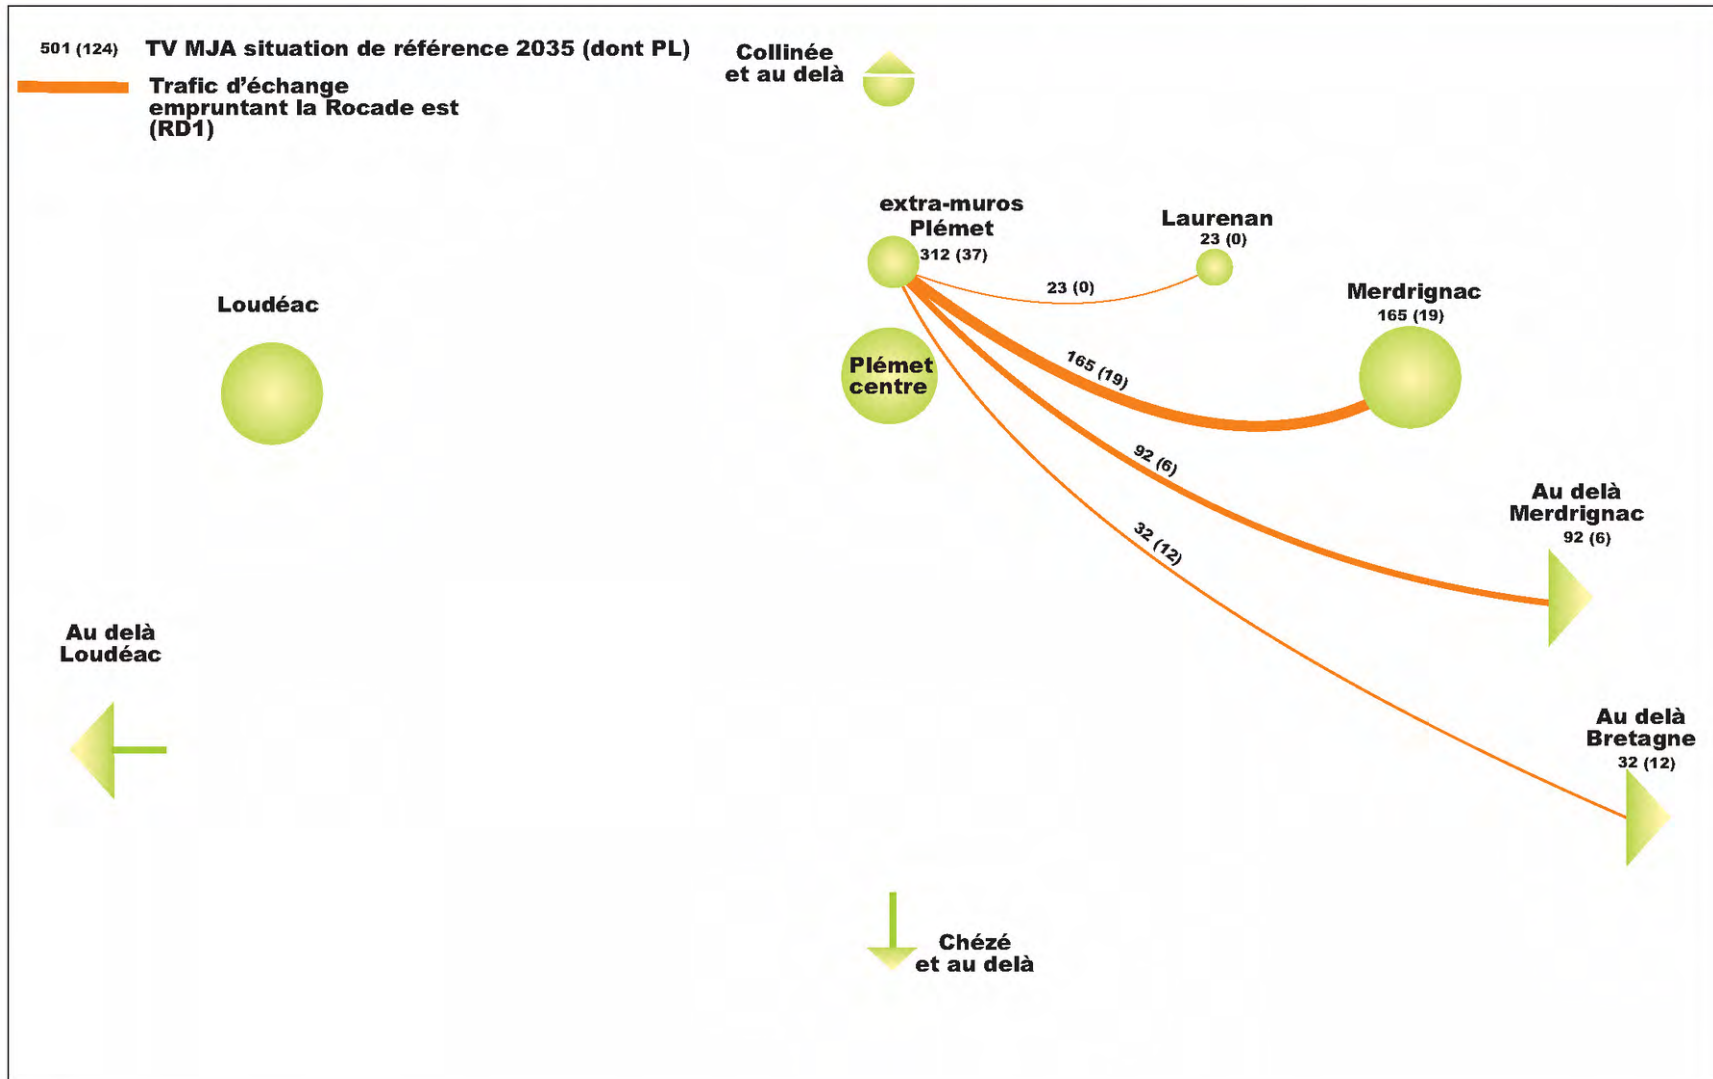 501 (124) TV MJA situation de référence 2035 (dont PL)
Trafic d'échange
empruntant la Rocade est
(RD1)
Collinée
et au delà
extra-muros
Plémet
312 (37)
Laurenan
23 (0)
23 (0)
Merdrignac
165 (19)
Loudéac
Plémet
centre
165 (19)
92 (6)
32 (12)
Au delà
Merdrignac
92 (6)
Au delà
Loudéac
Au delà
Bretagne
32 (12)
Chézé
et au delà